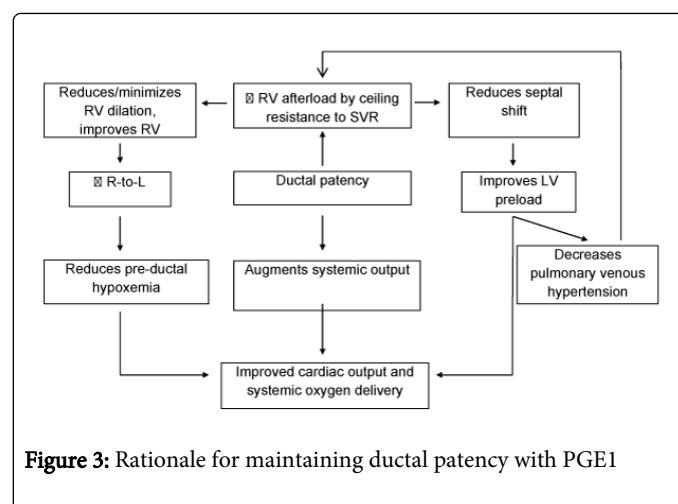 Reduces/minimizes
RV dilation,
improves RV
▯ RV afterload by ceiling
resistance to SVR
Reduces septal
shift
▯ R-to-L
Ductal patency
Improves LV
preload
Reduces pre-ductal
hypoxemia
Augments systemic output
Decreases
pulmonary venous
hypertension
Improved cardiac output and
systemic oxygen delivery
Figure 3: Rationale for maintaining ductal patency with PGE1